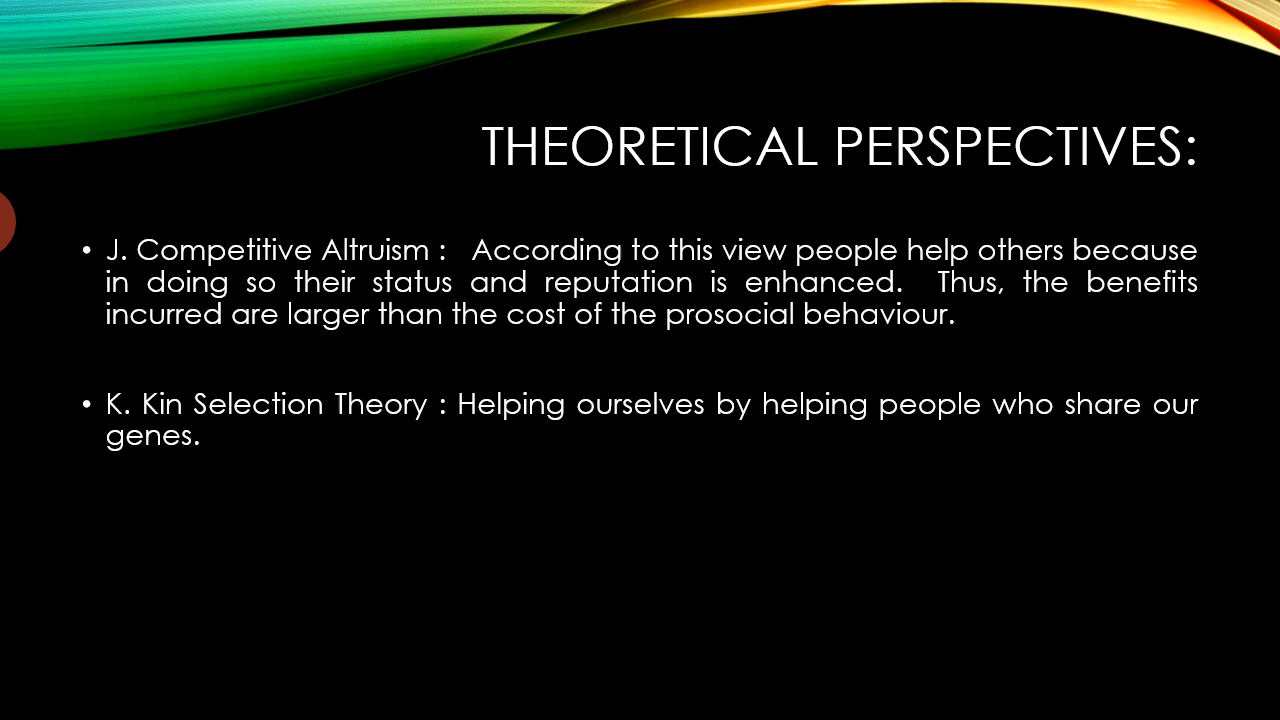 THEORETICAL PERSPECTIVES:
• J. Competitive Altruism :   According to this view people help others because
in doing so their status and reputation is enhanced.  Thus, the benefits
incurred are larger than the cost of the prosocial behaviour.
• K. Kin Selection Theory : Helping ourselves by helping people who share our
genes.